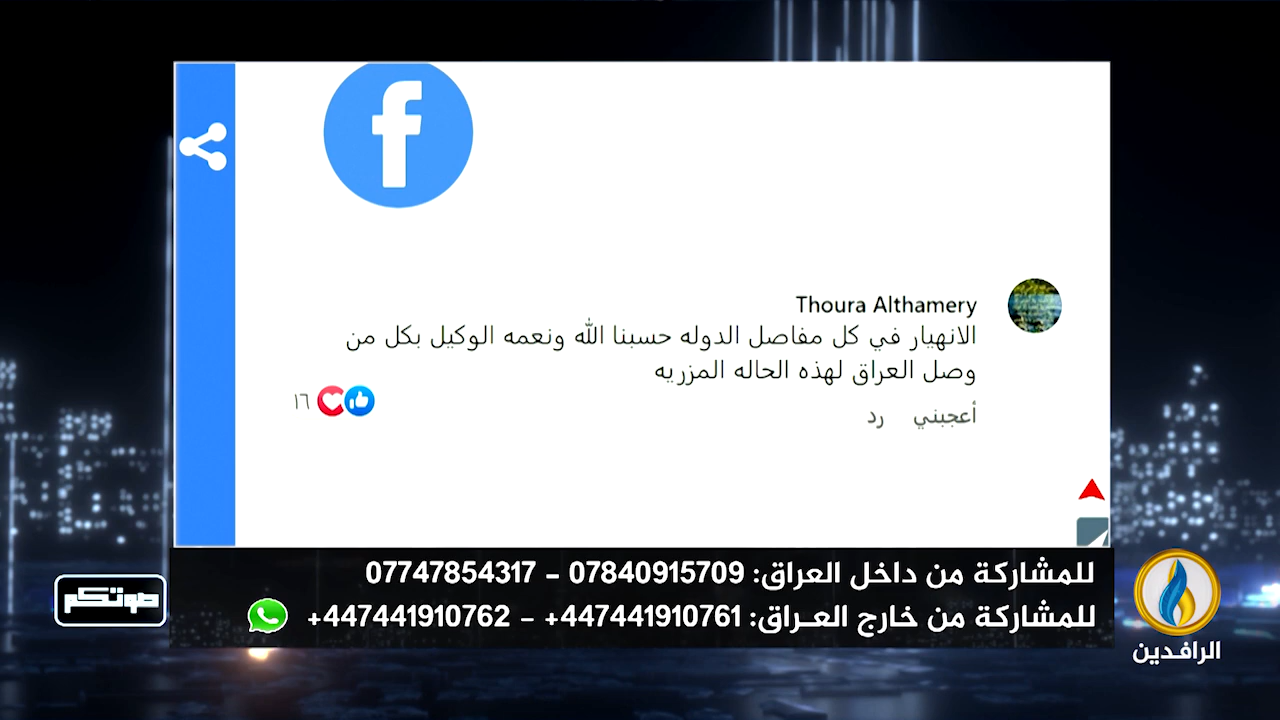 f
Thoura Althamery
الانهيار في كل مفاصل الدوله حسبنا الله ونعمه الوكيل بكل من
وصل العراق لهذه الحاله المزريه
أعجبني رد
١٦
للمشاركة من داخل العراق: 07840915709 - 07747854317
للمشاركة من خارج العـراق: 447441910761+ - 447441910762+
صوتكم
الرافدين